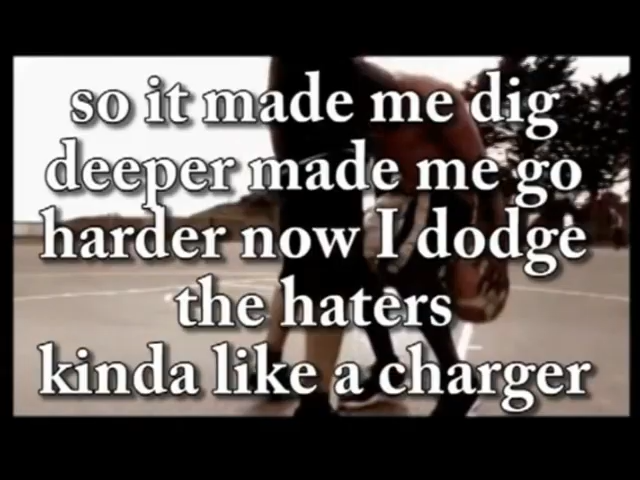 so it made me dig
deeper made me go
harder now I dodge
the haters
kinda like a charger